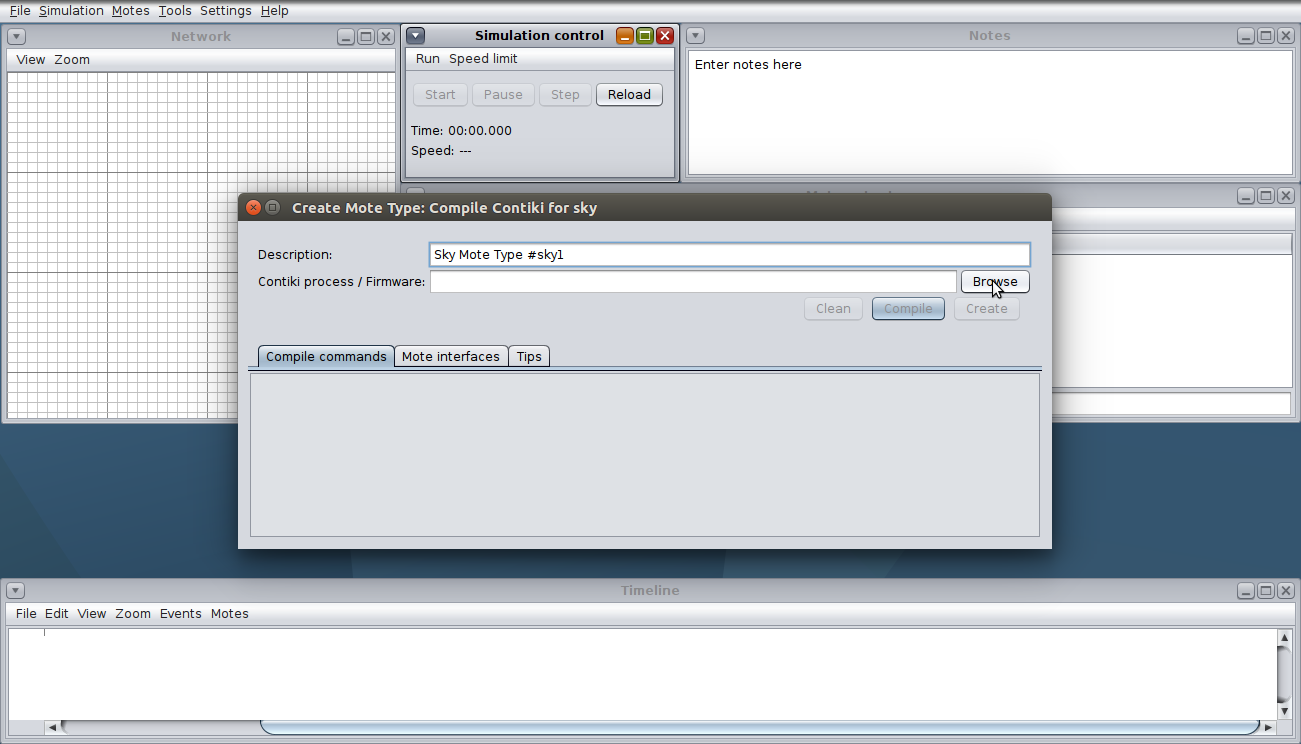 File Simulation Motes Tools Settings Help
Network
View Zoom
Simulation control
Run Speed limit
Start Pause Step Reload
Time: 00:00.000
Speed: ---
Notes
Enter notes here
Create Mote Type: Compile Contiki for sky
Description: Sky Mote Type #sky1
Contiki process / Firmware: Browse
Clean Compile Create
Compile commands Mote interfaces Tips
Timeline
File Edit View Zoom Events Motes